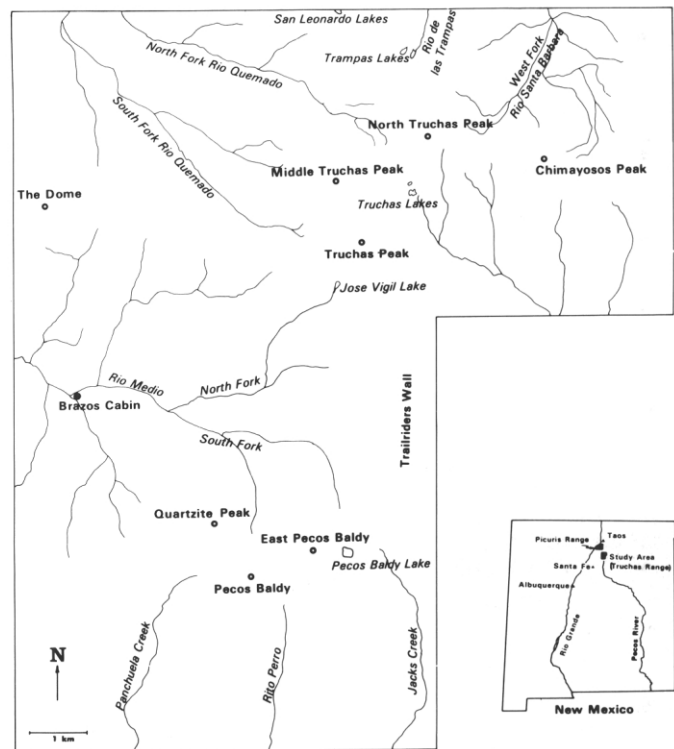 San Leonardo Lakes
North Fork Rio Quemado
Trampas Lakes
Rio de
las Trampas
West Fork
Rio Santa Barbara
South Fork Rio Quemado
North Truchas Peak
Chimayosos Peak
Middle Truchas Peak
The Dome
Truchas Lakes
Truchas Peak
Jose Vigil Lake
Rio Medio
North Fork
Brazos Cabin
Trailriders Wall
South Fork
Quartzite Peak
East Pecos Baldy
Pecos Baldy Lake
Pecos Baldy
Panchuela Creek
Rito Perro
Jacks Creek
N
1 km
Picuris Range
Taos
Study Area
(Truchas Range)
Santa Fe
Albuquerque
Rio Grande
Pecos River
New Mexico